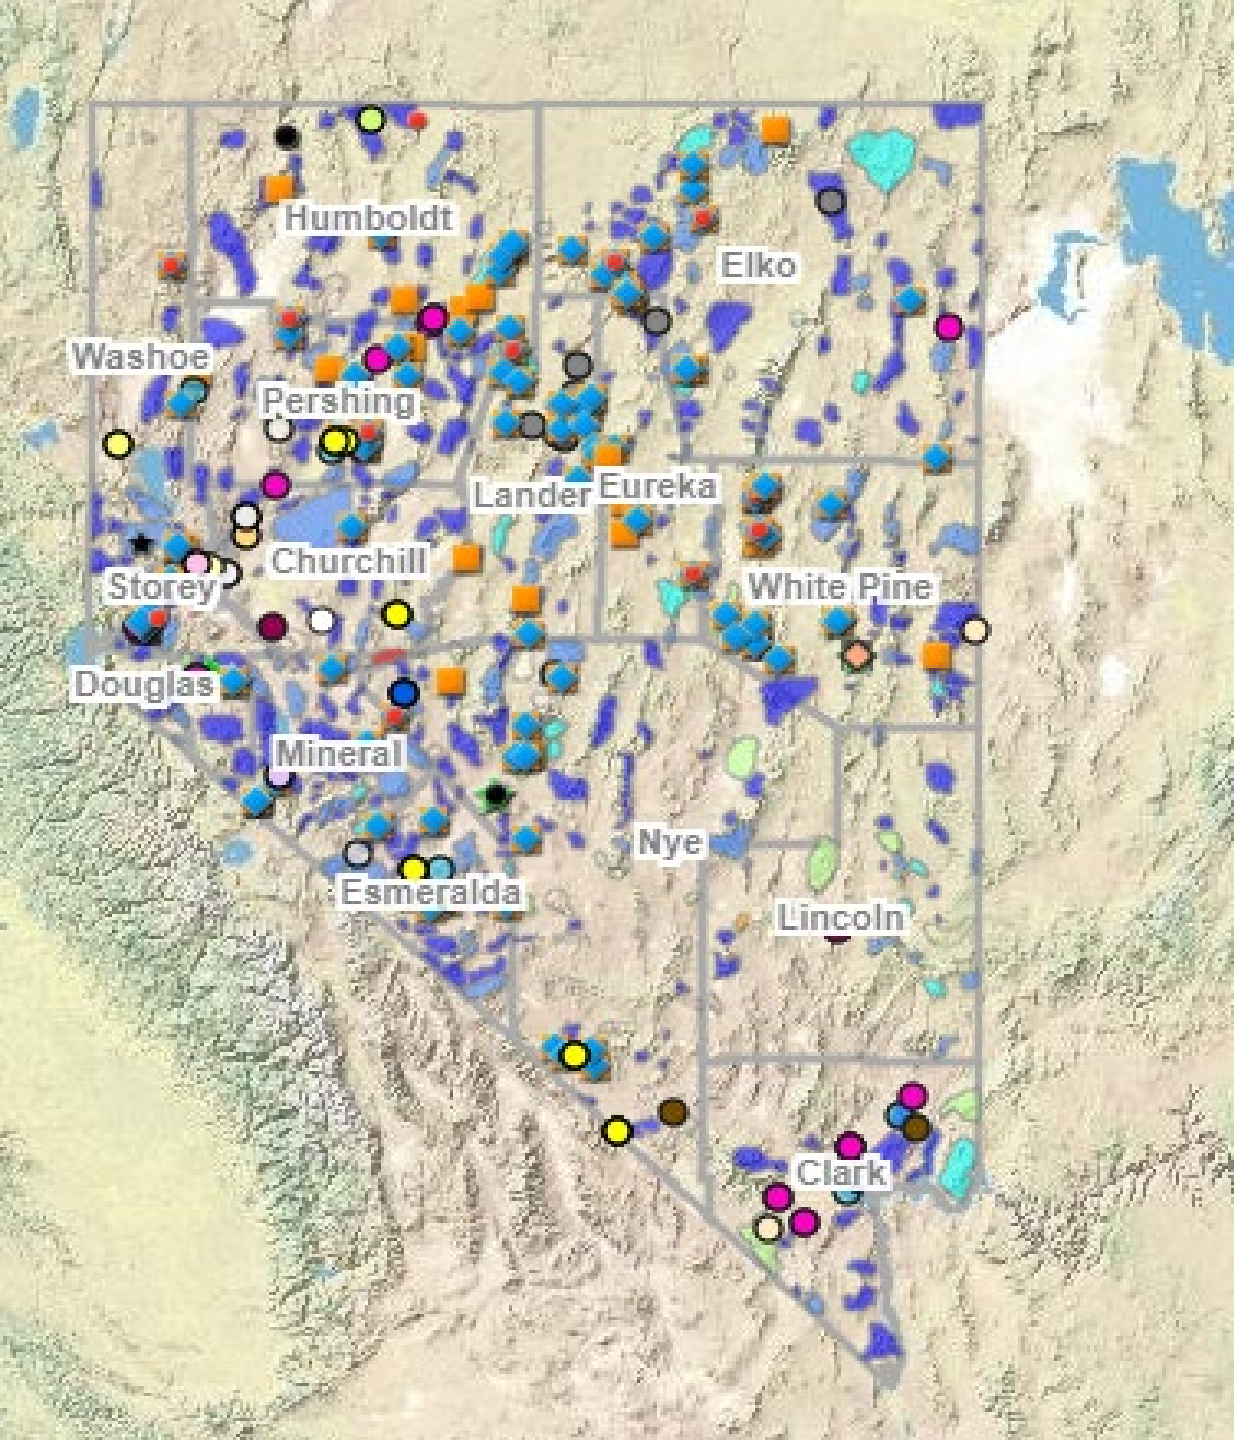 Humboldt
Elko
Washoe
Pershing
Lander
Eureka
Churchill
Storey
White Pine
Douglas
Mineral
Nye
Esmeralda
Lincoln
Clark